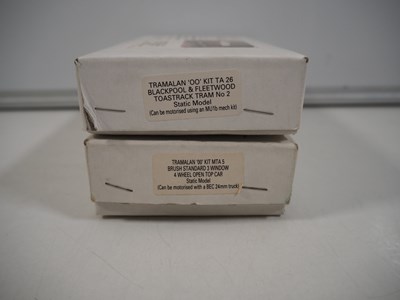 TRAMALAN 'OO' KIT TA 26
BLACKPOOL & FLEETWOOD
TOASTRACK TRAM No 2
Static Model
(Can be motorised using an MU1b mech kit)
TRAMALAN '00' KIT MTA 5
BRUSH STANDARD 3 WINDOW
4 WHEEL OPEN TOP CAR
Static Model
(Can be motorised with a BEC 24mm truck)